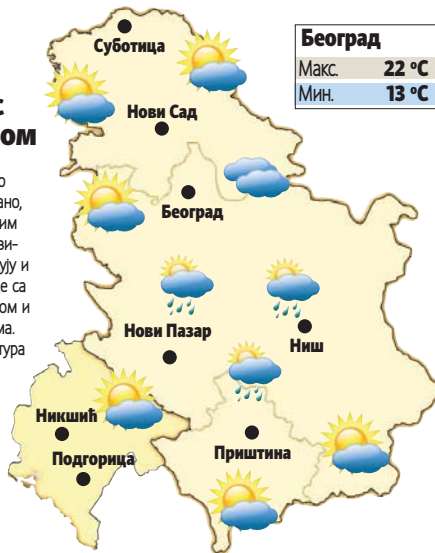 Суботица
Београд
Макс. 22 °C
Мин. 13 °C
Нови Сад
ом
о
ано,
им
ви-
ују и
е са
ом и
ма.
тура
Београд
Нови Пазар
Ниш
Никшић
Подгорица
Приштина